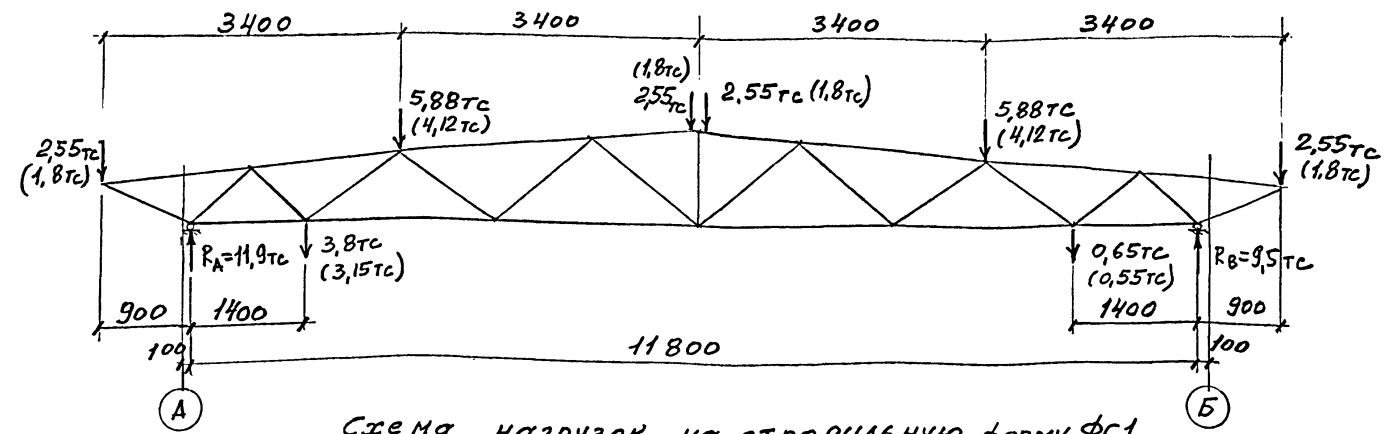 3400
3400
3400
3400
(1,8тс)
2,55тс
2,55тс (1,8тс)
5,88тс
(4,12тс)
5,88тс
(4,12тс)
2,55тс
(1,8тс)
2,55тс
(1,8тс)
RA=11,9тс
3,8тс
(3,15тс)
0,65тс
(0,55тс)
RB=9,5тс
900
1400
1400
900
100
11800
100
А
Б
Схема нагрузок на стропильную ферму Фс1